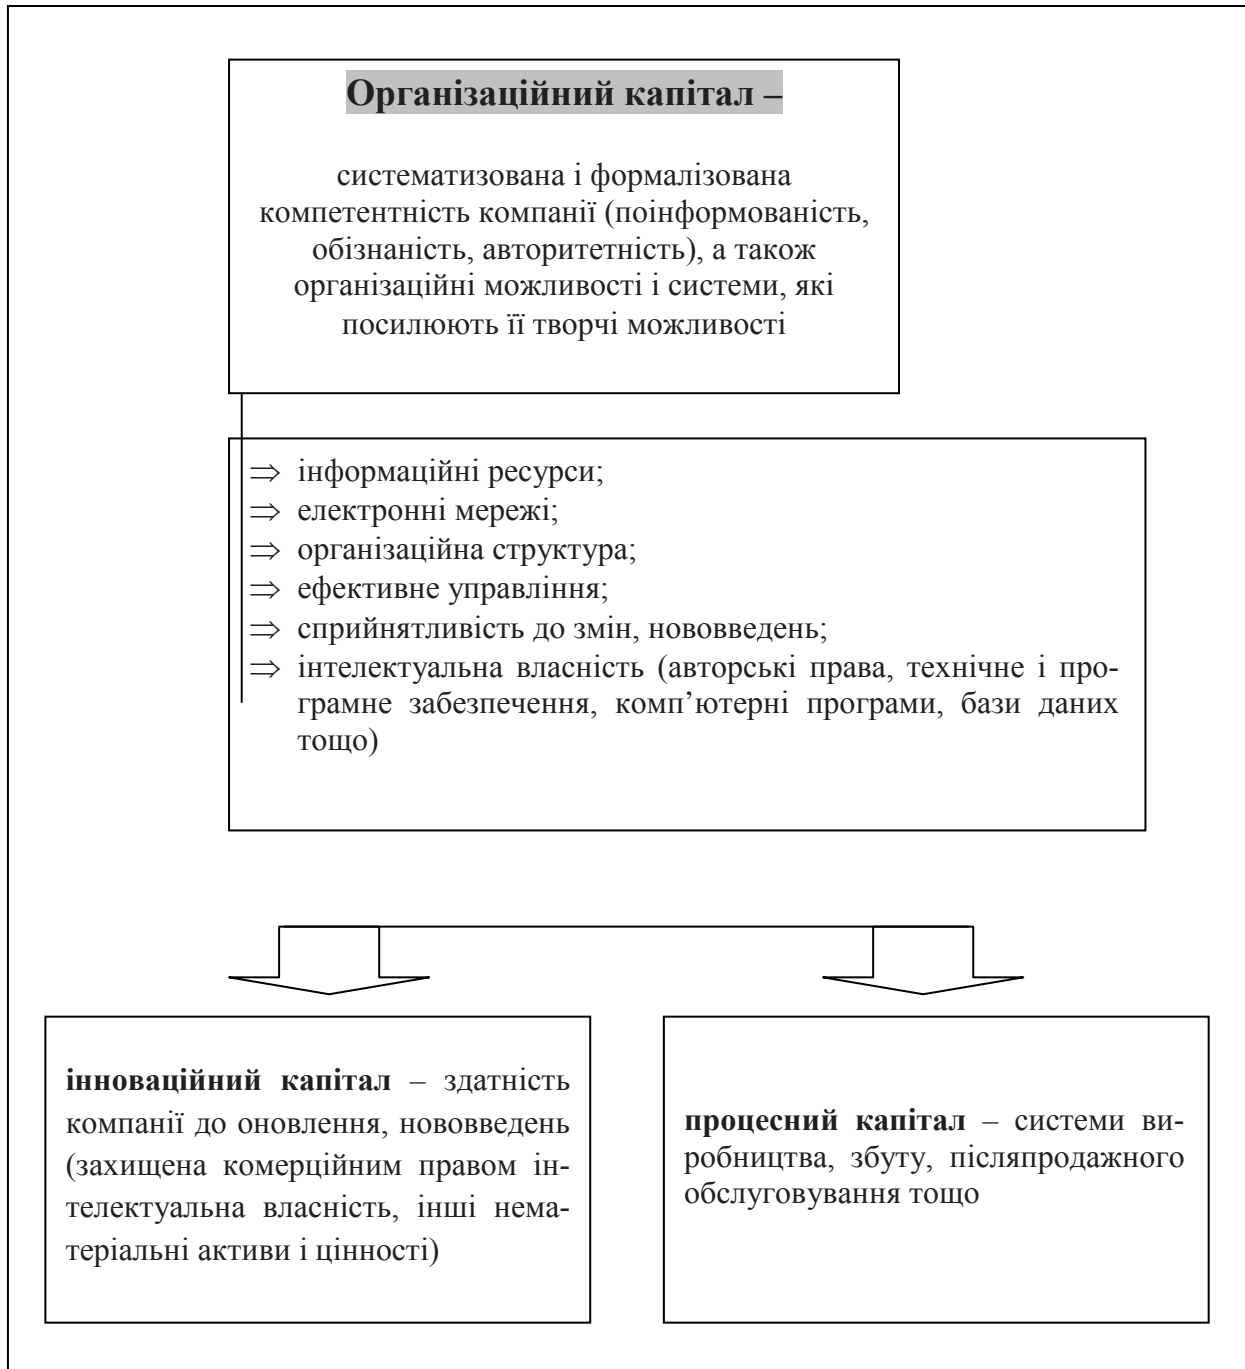 Організаційний капітал –
систематизована і формалізована
компетентність компанії (поінформованість,
обізнаність, авторитетність), а також
організаційні можливості і системи, які
посилюють її творчі можливості
⇒ інформаційні ресурси;
⇒ електронні мережі;
⇒ організаційна структура;
⇒ ефективне управління;
⇒ сприйнятливість до змін, нововведень;
⇒ інтелектуальна власність (авторські права, технічне і про-
грамне забезпечення, комп’ютерні програми, бази даних
тощо)
інноваційний капітал – здатність
компанії до оновлення, нововведень
(захищена комерційним правом ін-
телектуальна власність, інші нема-
теріальні активи і цінності)
процесний капітал – системи ви-
робництва, збуту, післяпродажного
обслуговування тощо